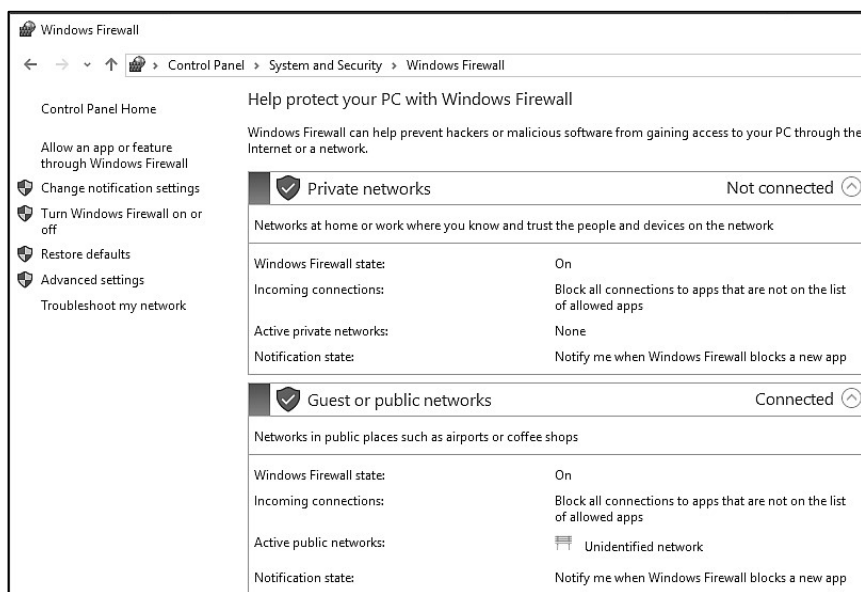 Windows Firewall
Control Panel > System and Security > Windows Firewall
Control Panel Home
Allow an app or feature
through Windows Firewall
Change notification settings
Turn Windows Firewall on or
off
Restore defaults
Advanced settings
Troubleshoot my network
Help protect your PC with Windows Firewall
Windows Firewall can help prevent hackers or malicious software from gaining access to your PC through the
Internet or a network.
Private networks Not connected
Networks at home or work where you know and trust the people and devices on the network
Windows Firewall state: On
Incoming connections: Block all connections to apps that are not on the list
of allowed apps
Active private networks: None
Notification state: Notify me when Windows Firewall blocks a new app
Guest or public networks Connected
Networks in public places such as airports or coffee shops
Windows Firewall state: On
Incoming connections: Block all connections to apps that are not on the list
of allowed apps
Active public networks: Unidentified network
Notification state: Notify me when Windows Firewall blocks a new app